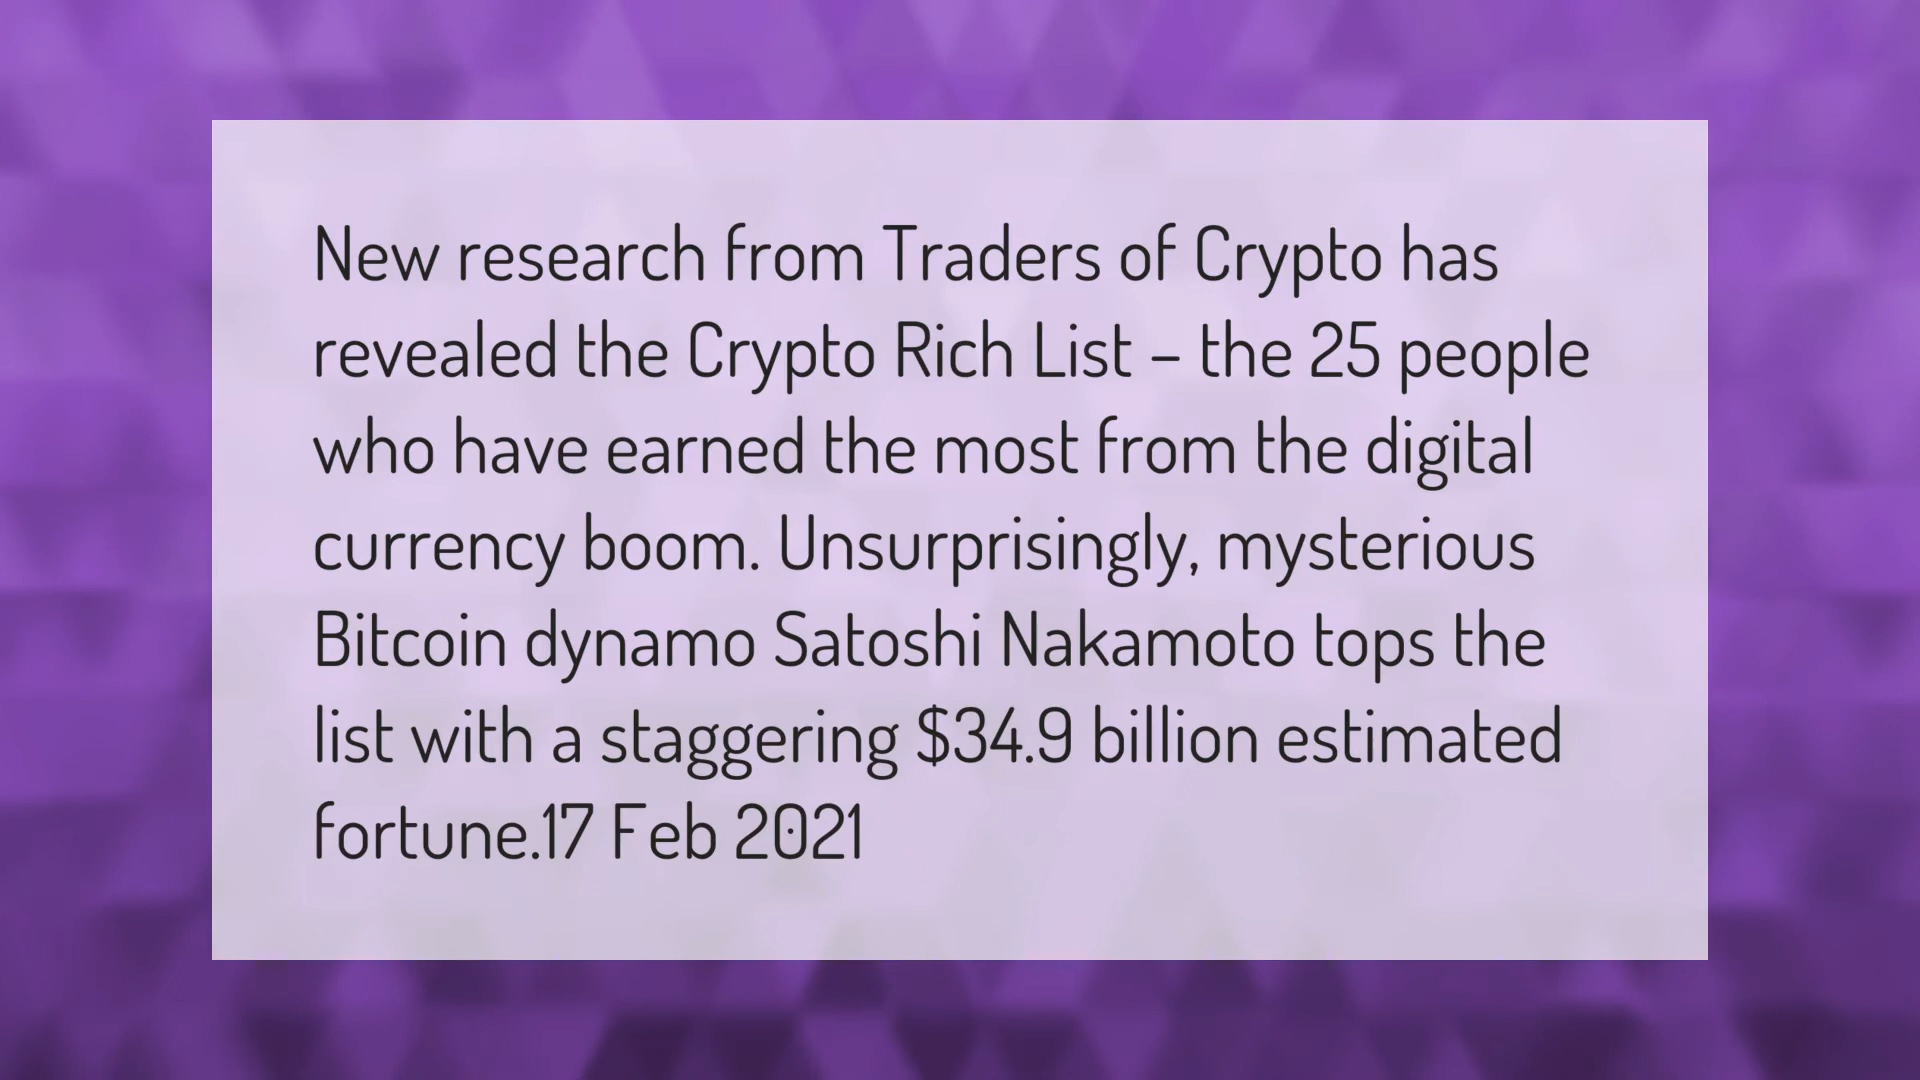 New research from Traders of Crypto has
revealed the Crypto Rich List – the 25 people
who have earned the most from the digital
currency boom. Unsurprisingly, mysterious
Bitcoin dynamo Satoshi Nakamoto tops the
list with a staggering $34.9 billion estimated
fortune.17 Feb 2021